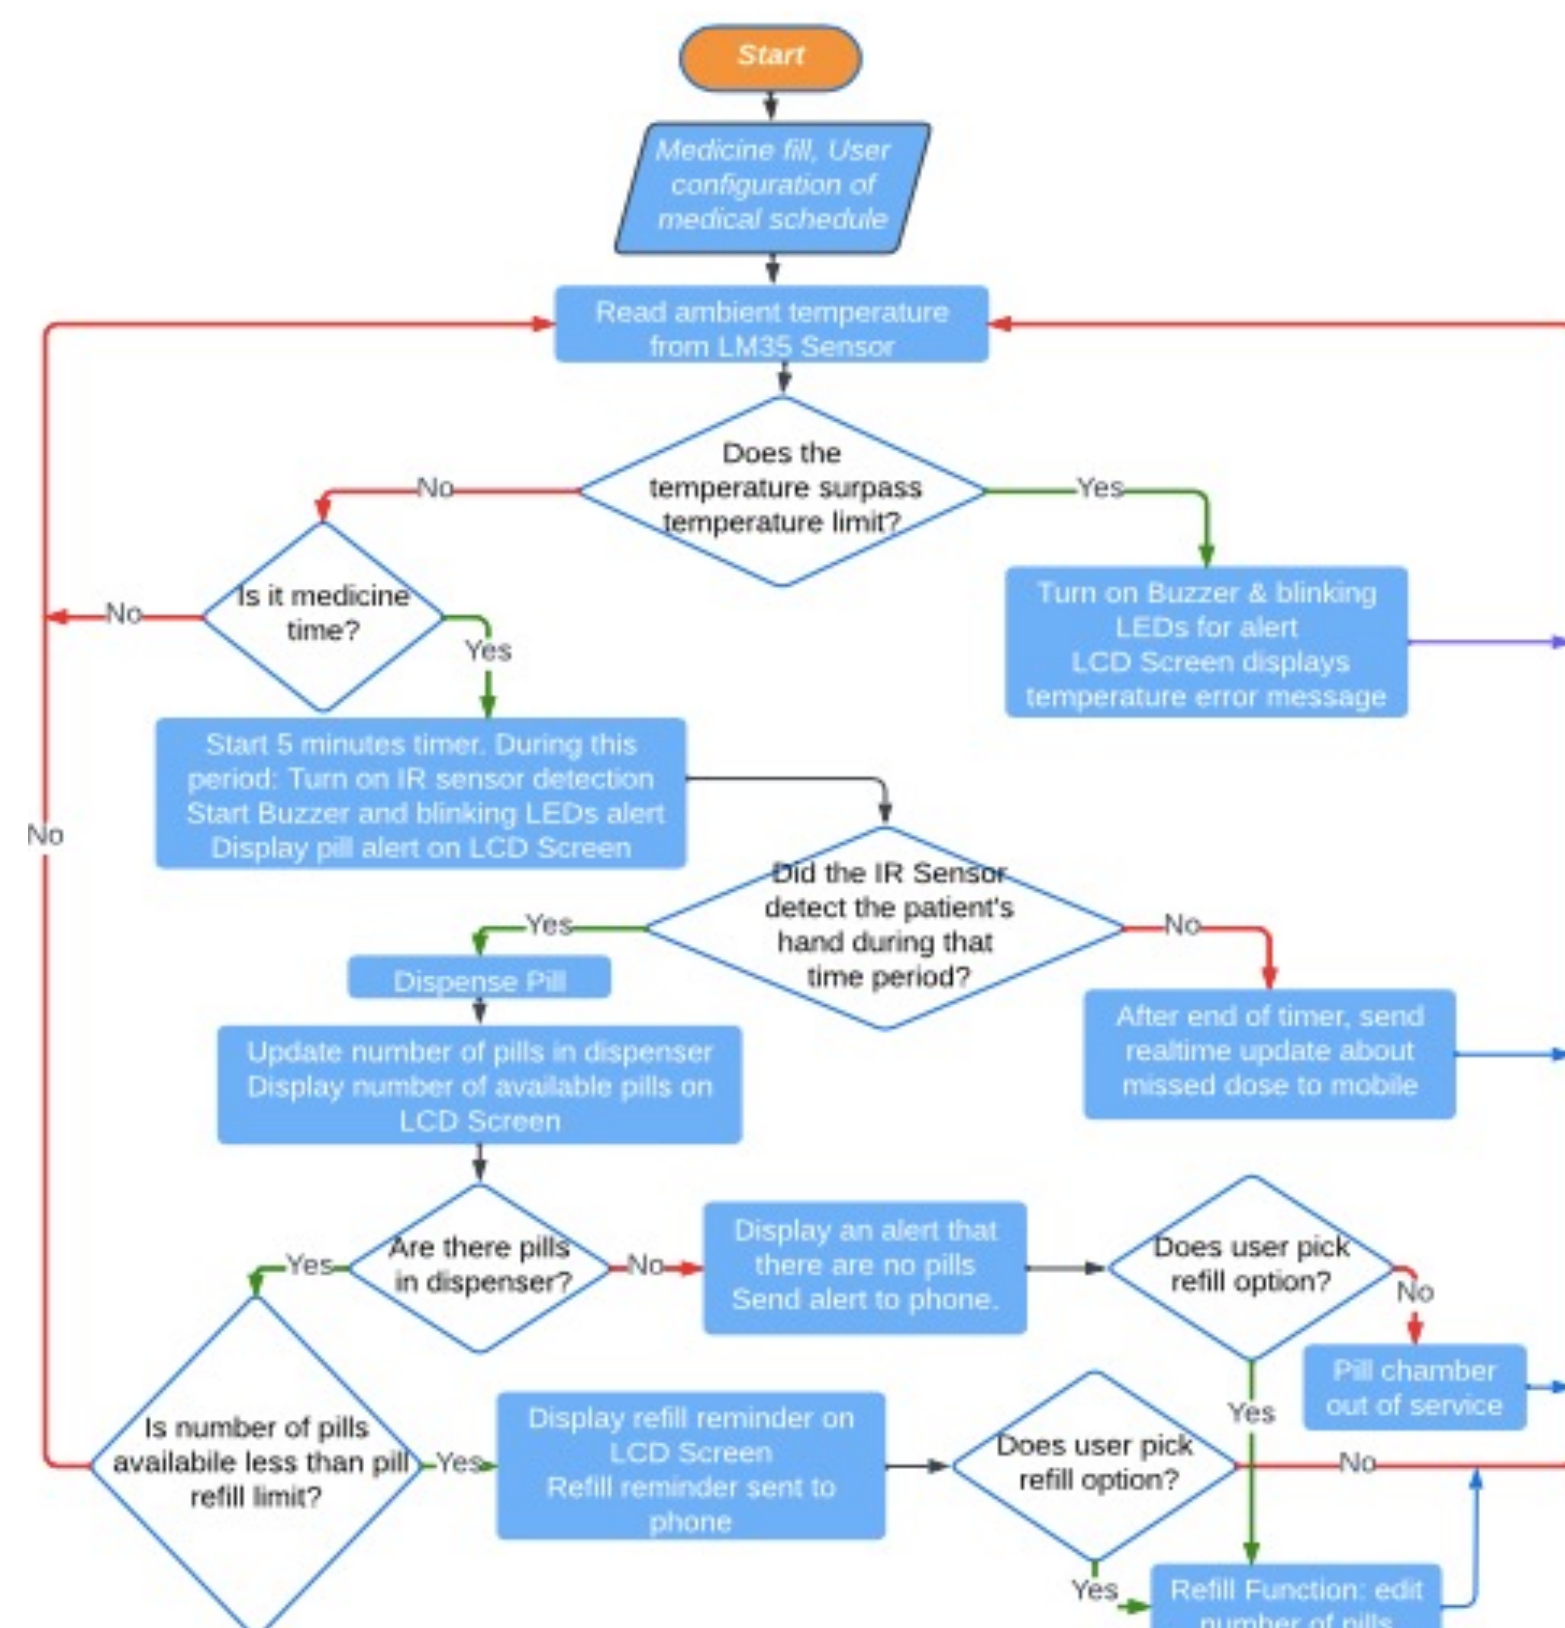 Start
Medicine fill, User
configuration of
medical schedule
Read ambient temperature
from LM35 Sensor
Does the
temperature surpass
temperature limit?
No
Yes
Is it medicine
time?
No
Yes
Turn on Buzzer & blinking
LEDs for alert
LCD Screen displays
temperature error message
Start 5 minutes timer. During this
period: Turn on IR sensor detection
Start Buzzer and blinking LEDs alert
Display pill alert on LCD Screen
No
Did the IR Sensor
detect the patient's
hand during that
time period?
Yes
No
Dispense Pill
After end of timer, send
realtime update about
missed dose to mobile
Update number of pills in dispenser
Display number of available pills on
LCD Screen
Are there pills
in dispenser?
Yes
No
Display an alert that
there are no pills
Send alert to phone.
Does user pick
refill option?
No
Yes
Pill chamber
out of service
Is number of pills
availabile less than pill
refill limit?
Yes
Display refill reminder on
LCD Screen
Refill reminder sent to
phone
Does user pick
refill option?
No
Yes
Refill Function: edit
number of pills